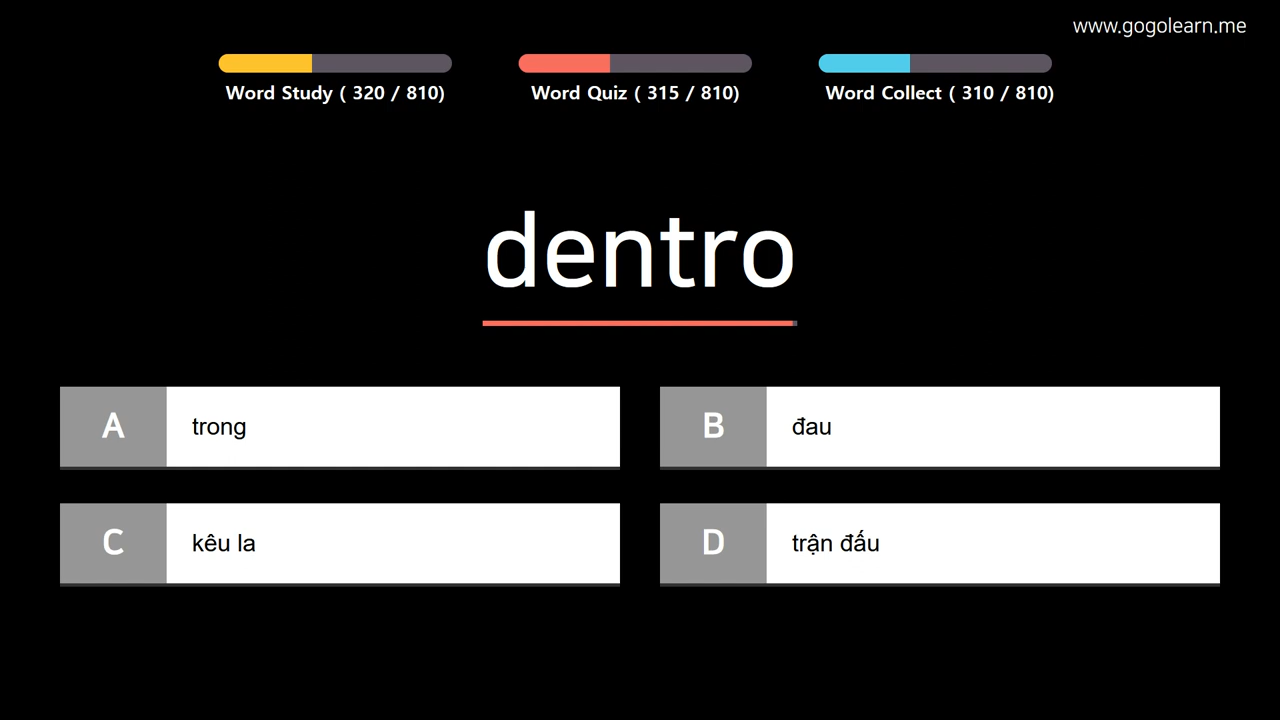 www.gogolearn.me
Word Study ( 320 / 810)
Word Quiz ( 315 / 810)
Word Collect ( 310 / 810)
dentro
A
trong
B
đau
C
kêu la
D
trận đấu